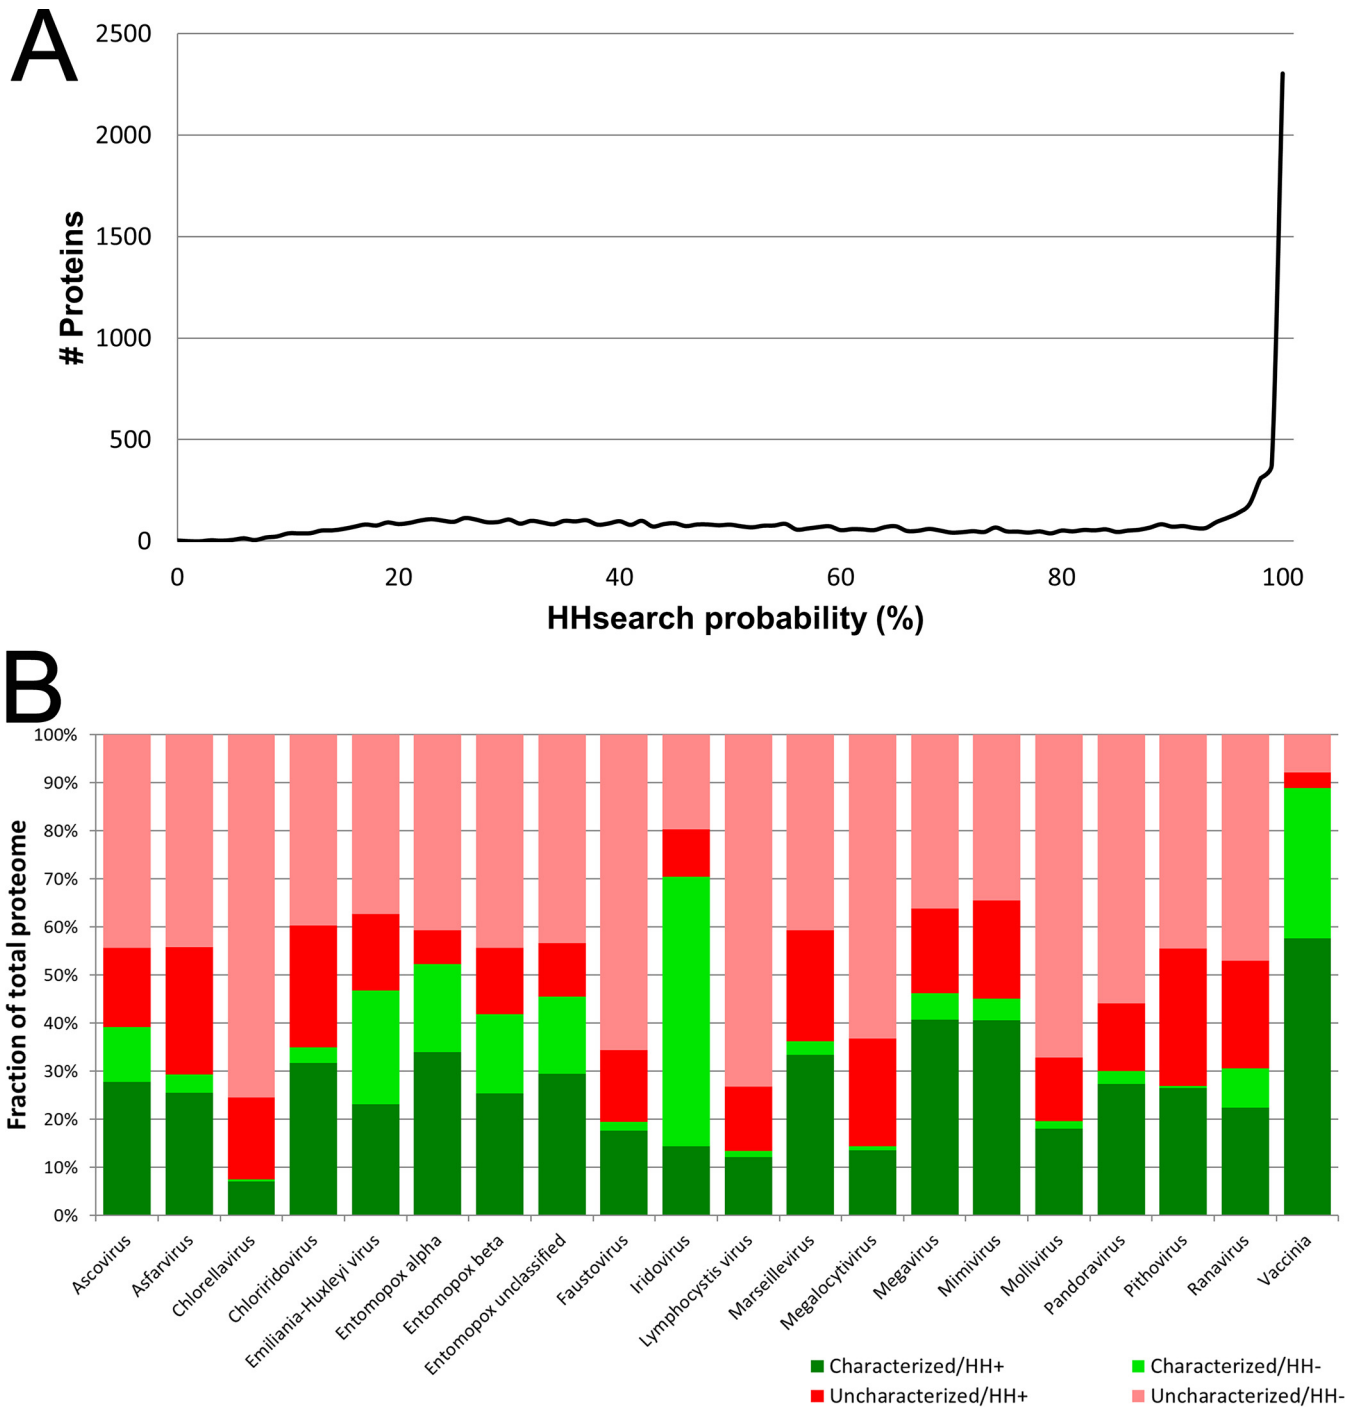 A
2500
2000
1500
1000
500
0
# Proteins
0 20 40 60 80 100
HHsearch probability (%)
B
100%
90%
80%
70%
60%
50%
40%
30%
20%
10%
0%
Fraction of total proteome
Ascovirus
Asfarvirus
Chlorellavirus
Chloriridovirus
Emiliania-Huxleyi virus
Entomopox alpha
Entomopox beta
Entomopox unclassified
Faustovirus
Iridovirus
Lymphocystis virus
Marseillevirus
Megalocytivirus
Megavirus
Mimivirus
Mollivirus
Pandoravirus
Pithovirus
Ranavirus
Vaccinia
Characterized/HH+ Characterized/HH-
Uncharacterized/HH+ Uncharacterized/HH-